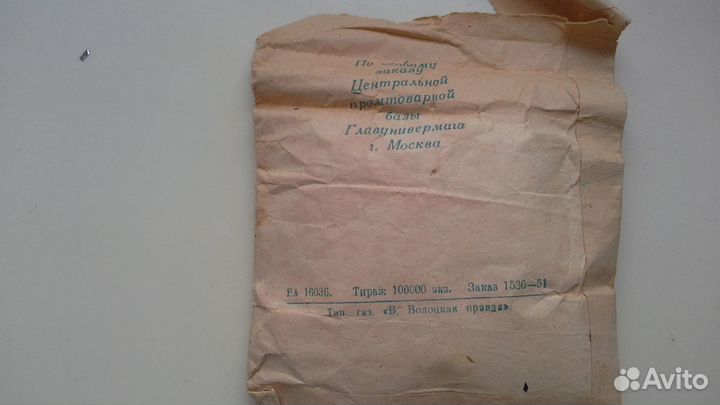 По
заказу
Центральной
промтоварной
базы
Главунивермага
г. Москва
ЕА 16036. Тираж 100000 экз. Заказ 1536—51
Тип. газ. «В. Волоцкая правда».
Avito